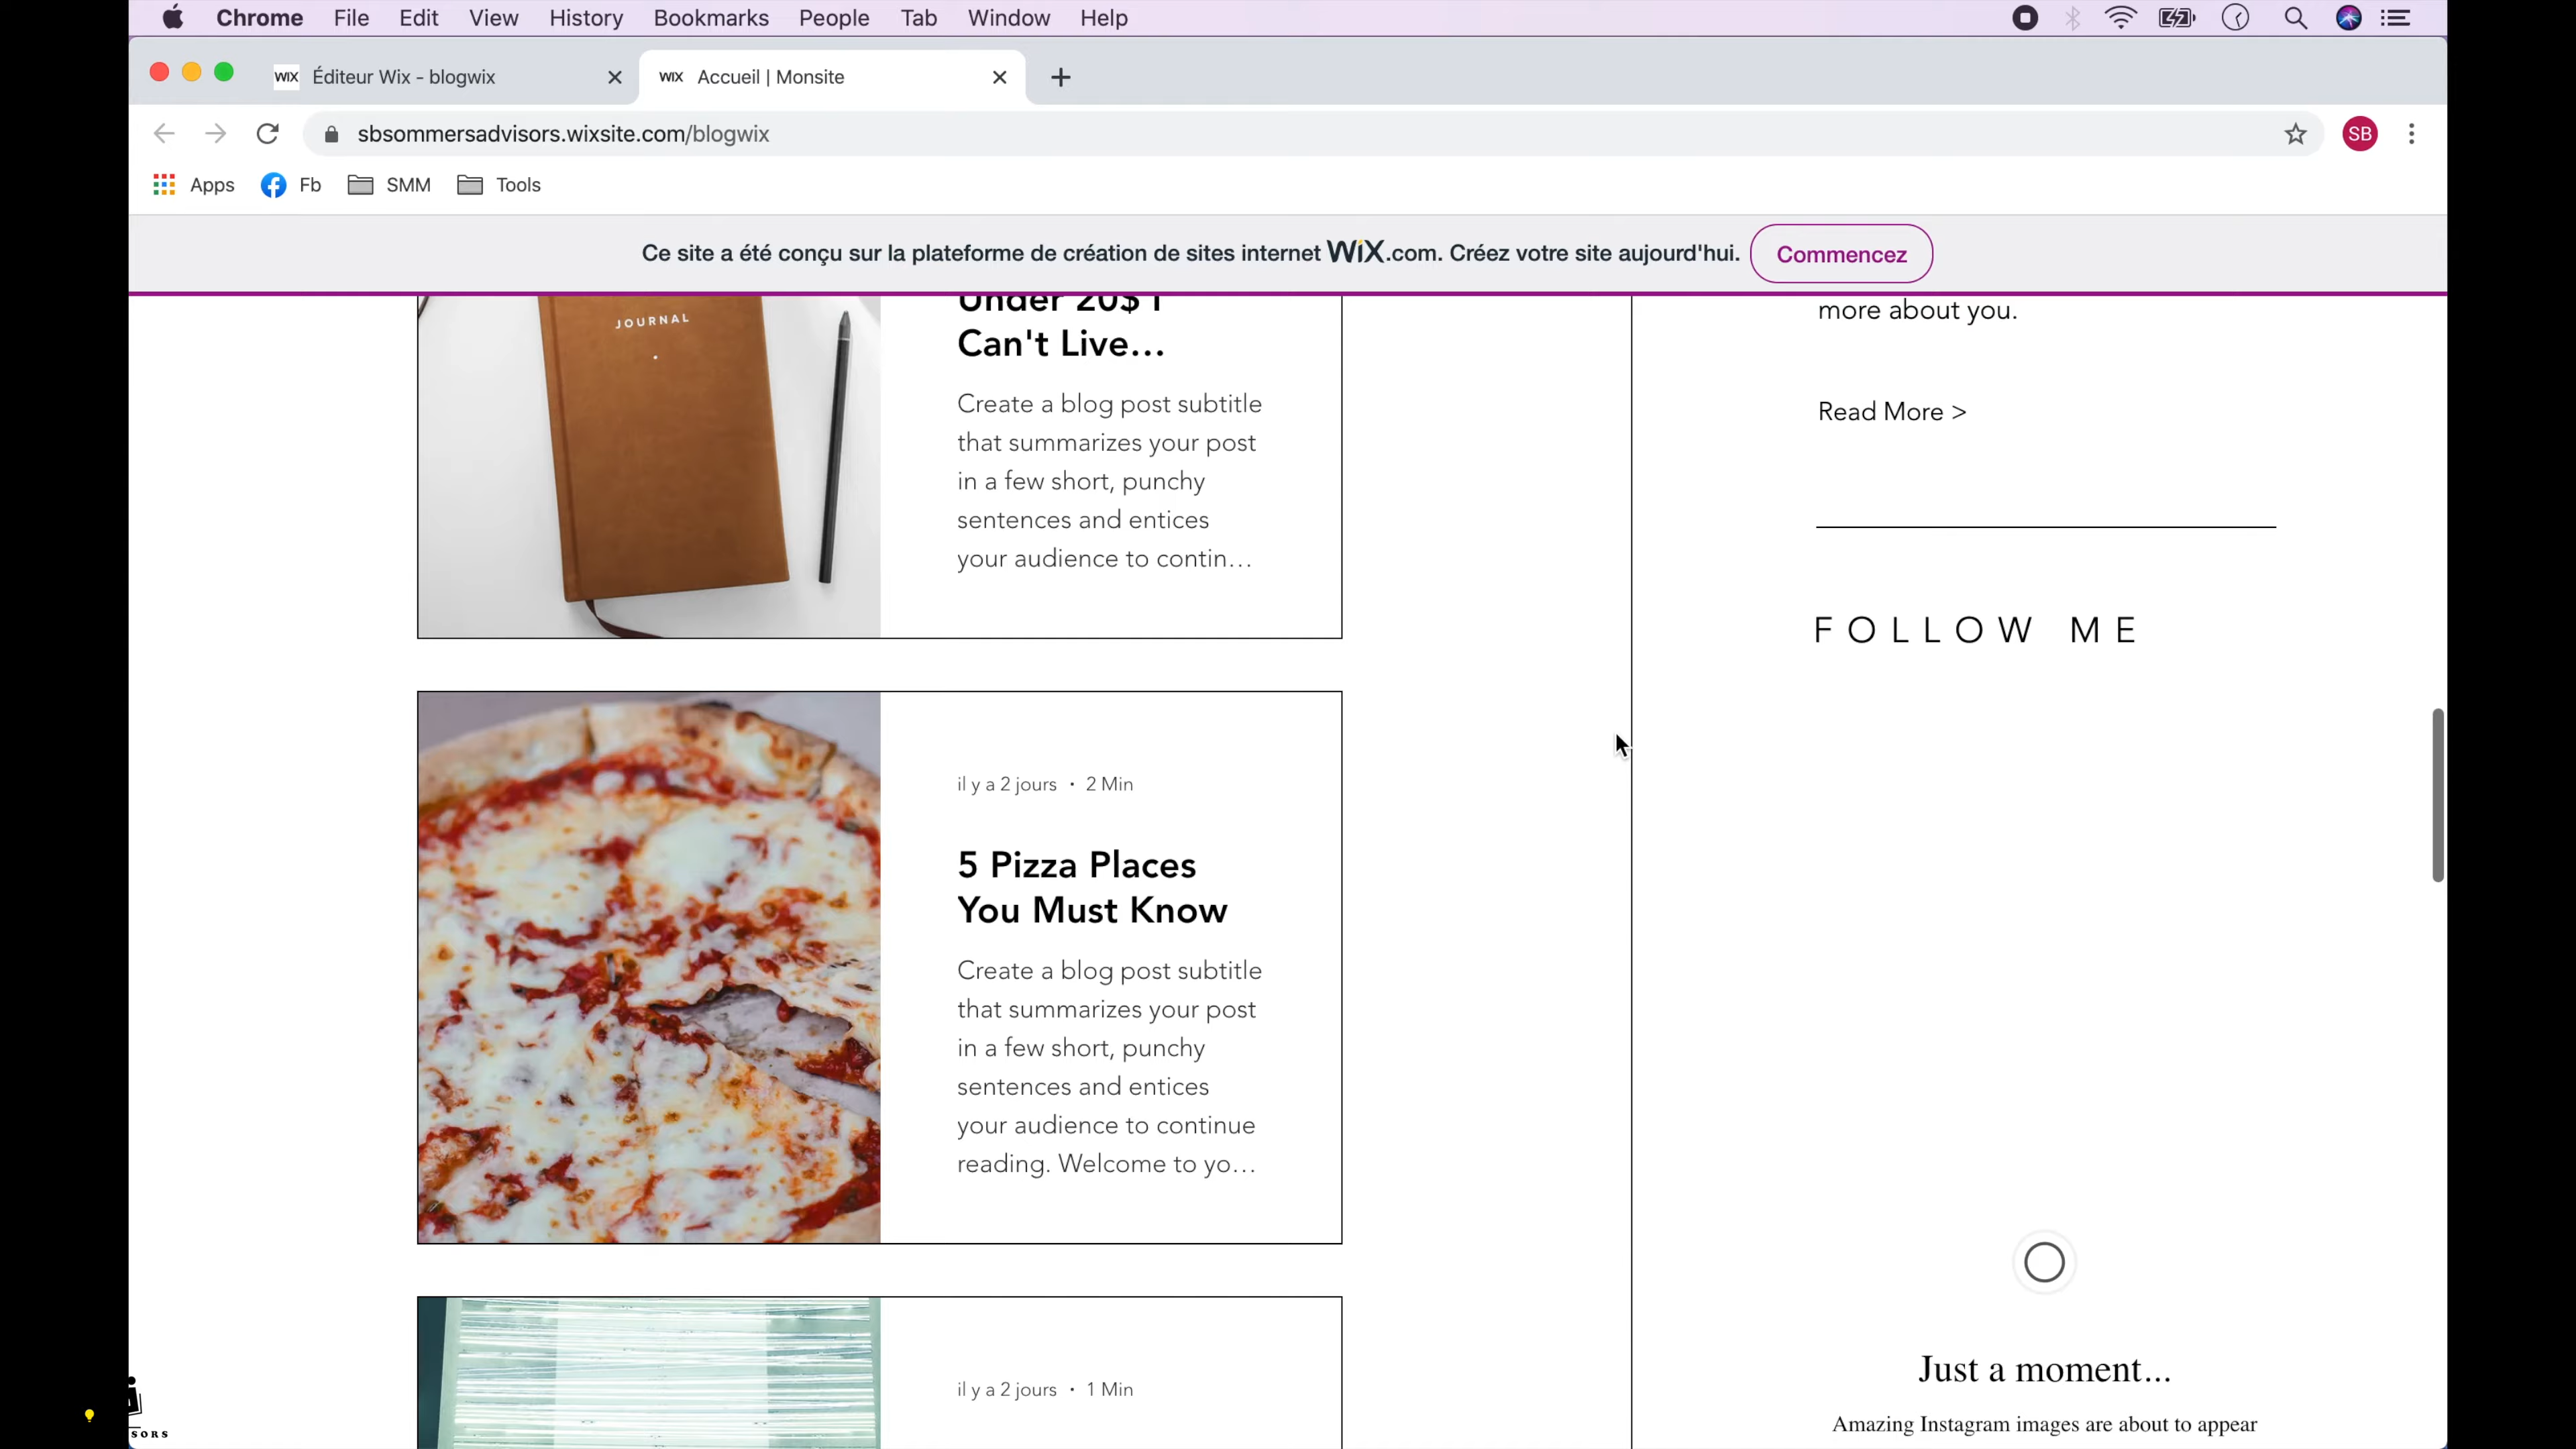 Chrome File Edit View History Bookmarks People Tab Window Help
WIX Éditeur Wix - blogwix
WIX Accueil | Monsite
sbsommersadvisors.wixsite.com/blogwix
SB
Apps Fb SMM Tools
Ce site a été conçu sur la plateforme de création de sites internet WiX.com. Créez votre site aujourd'hui. Commencez
JOURNAL
Under 20$ I
Can't Live...
Create a blog post subtitle
that summarizes your post
in a few short, punchy
sentences and entices
your audience to contin...
more about you.
Read More >
FOLLOW ME
il y a 2 jours · 2 Min
5 Pizza Places
You Must Know
Create a blog post subtitle
that summarizes your post
in a few short, punchy
sentences and entices
your audience to continue
reading. Welcome to yo...
il y a 2 jours · 1 Min
Just a moment...
Amazing Instagram images are about to appear
SORS